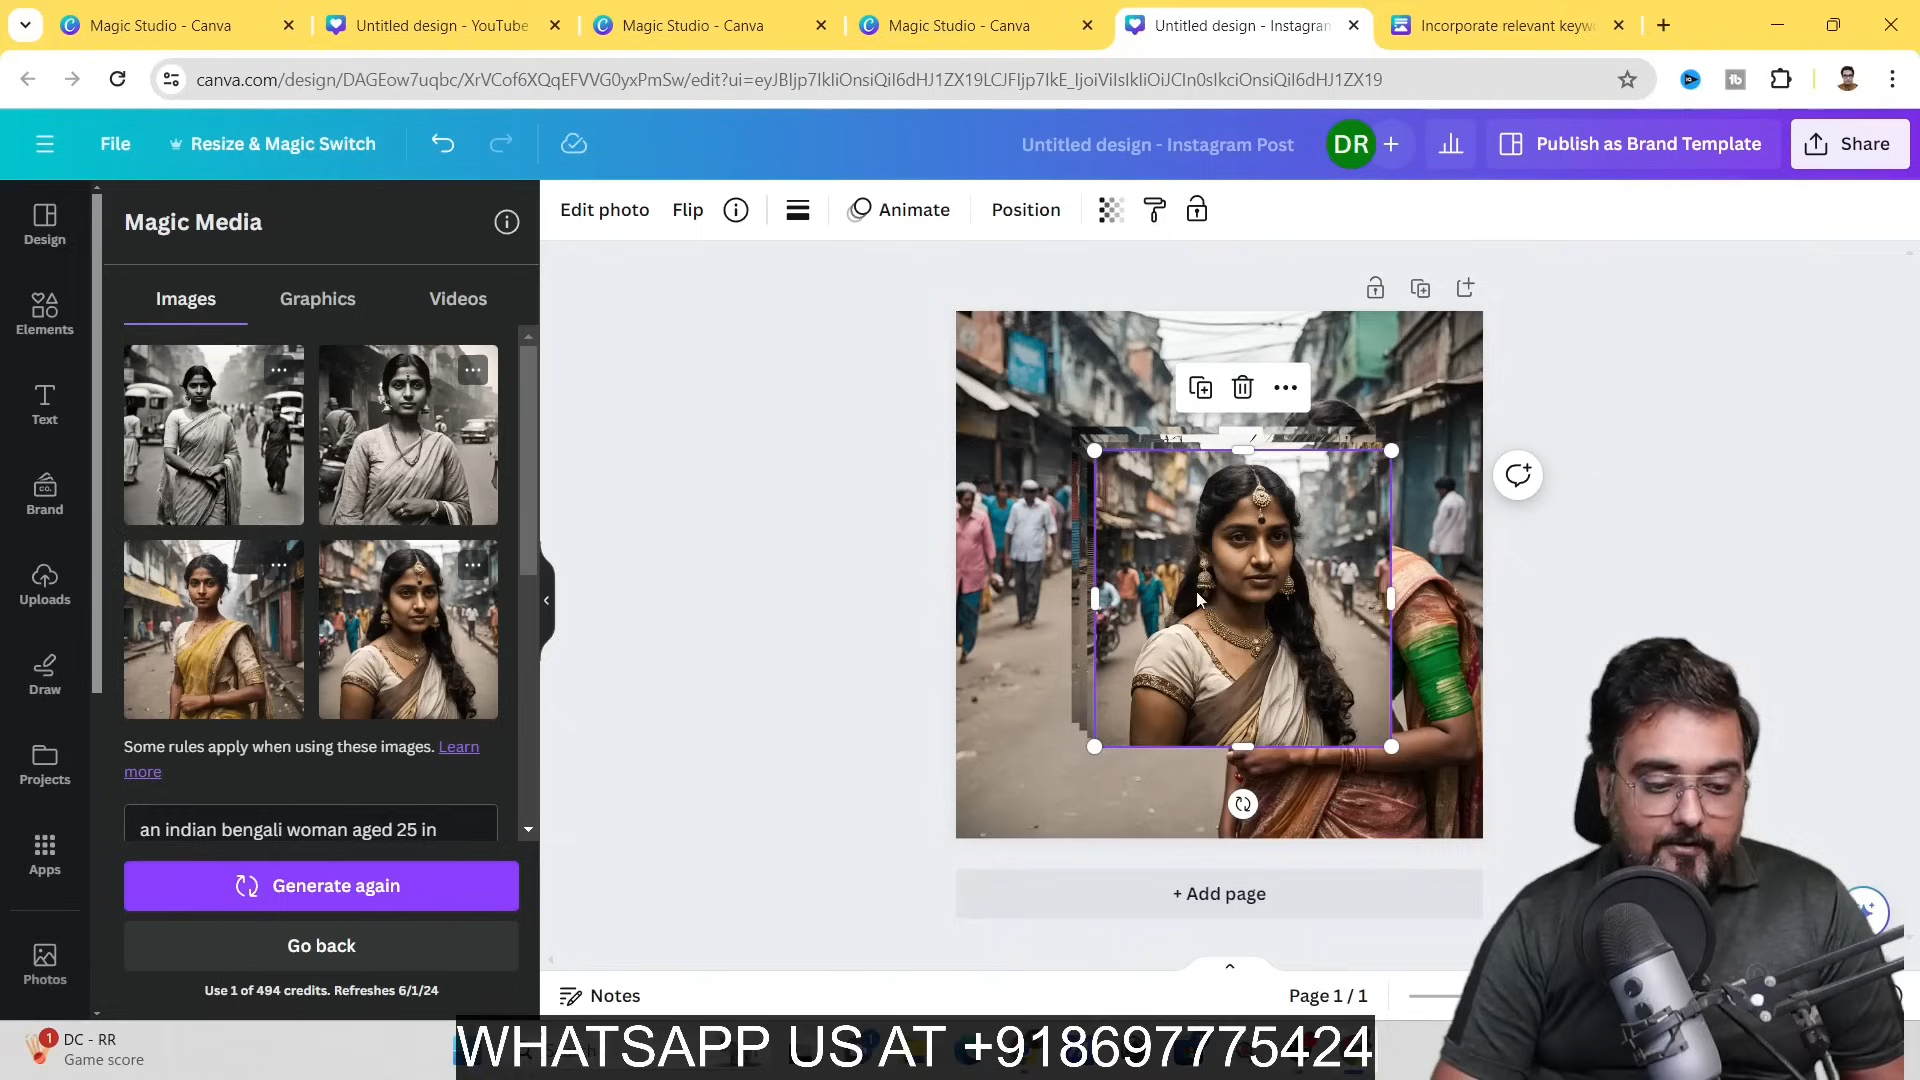 Magic Studio - Canva
Untitled design - YouTube
Magic Studio - Canva
Magic Studio - Canva
Untitled design - Instagram
Incorporate relevant keyw
canva.com/design/DAGEow7uqbc/XrVCof6XQqEFVVG0yxPmSw/edit?ui=eyJBIjp7IkIiOnsiQiI6dHJ1ZX19LCJFIjp7IkE_IjoiViIsIkIiOiJCIn0sIkciOnsiQiI6dHJ1ZX19
File
Resize & Magic Switch
Untitled design - Instagram Post
DR
Publish as Brand Template
Share
Design
Elements
Text
Brand
Uploads
Draw
Projects
Apps
Photos
Magic Media
Images
Graphics
Videos
Some rules apply when using these images. Learn
more
an indian bengali woman aged 25 in
Generate again
Go back
Use 1 of 494 credits. Refreshes 6/1/24
Edit photo
Flip
Animate
Position
+ Add page
Notes
Page 1 / 1
1
DC - RR
Game score
WHATSAPP US AT +918697775424